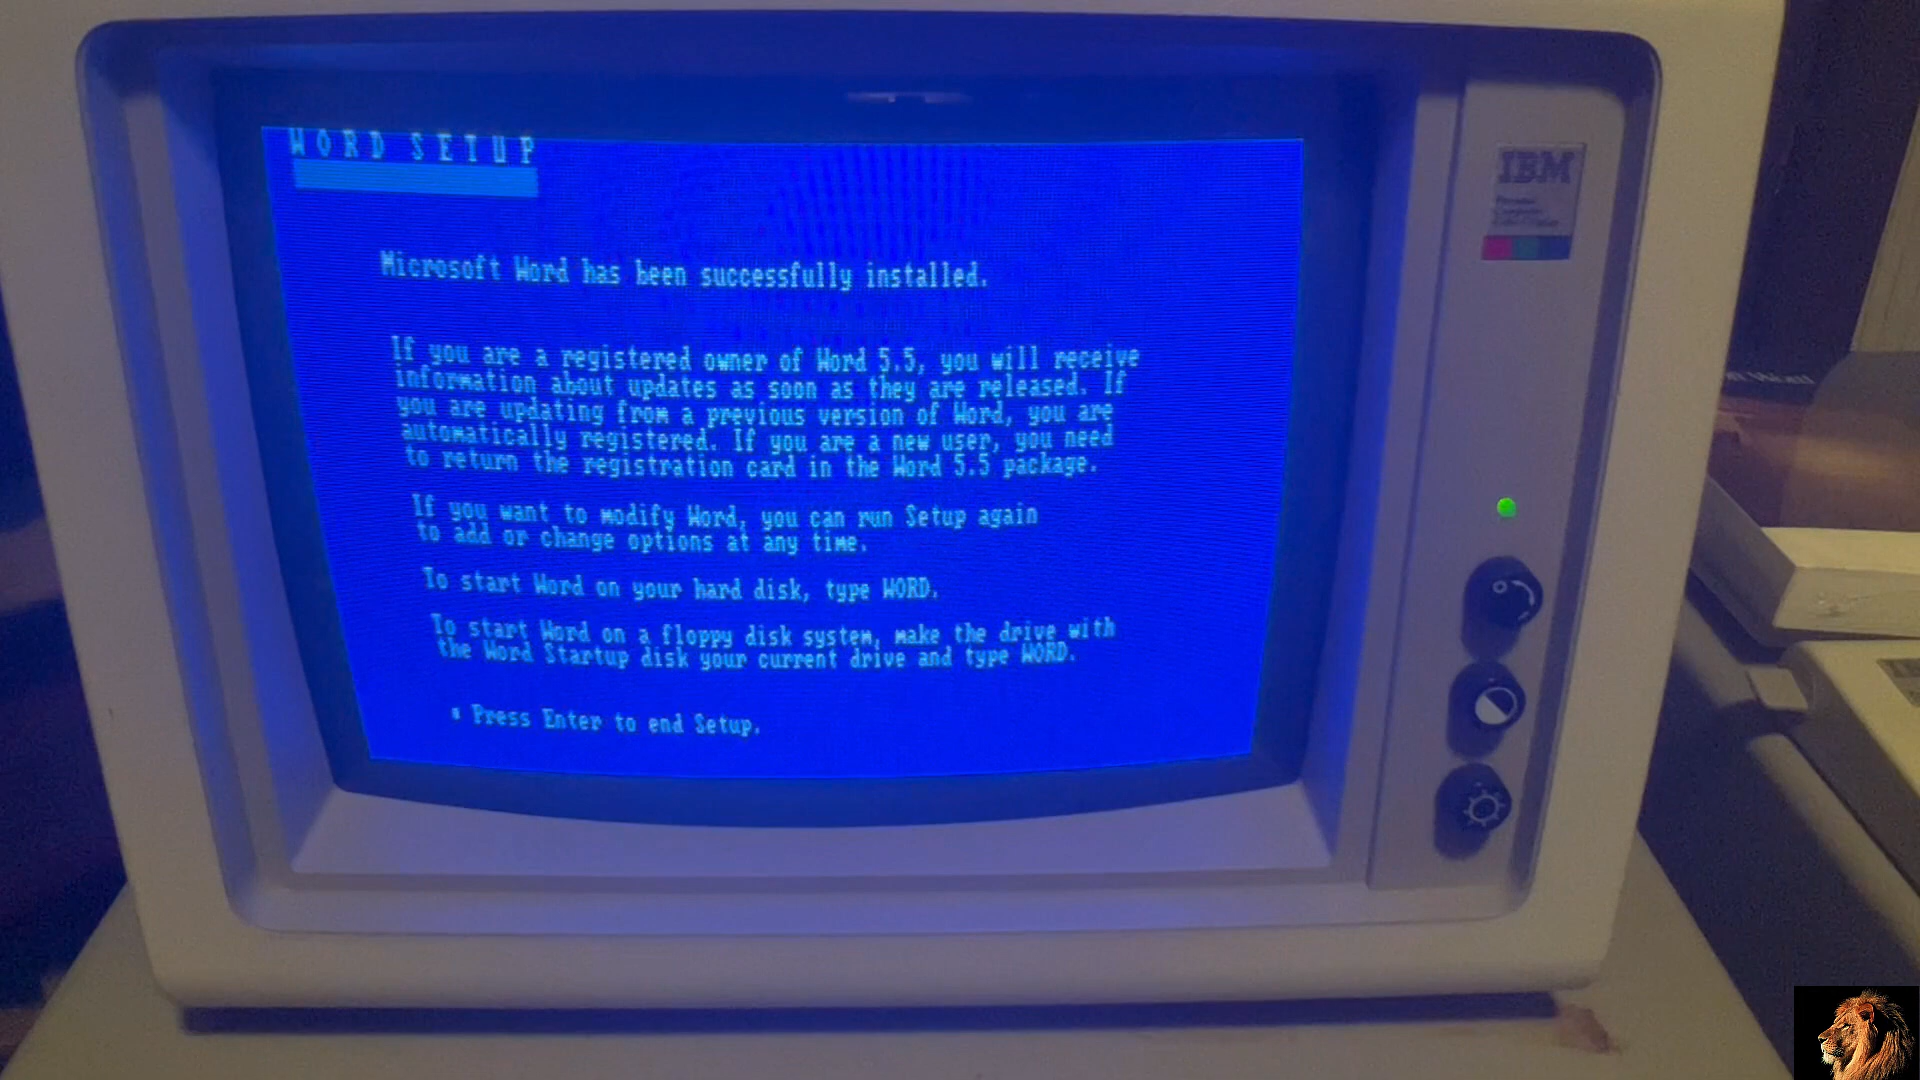 WORD SETUP
Microsoft Word has been successfully installed.
If you are a registered owner of Word 5.5, you will receive
information about updates as soon as they are released. If
you are updating from a previous version of Word, you are
automatically registered. If you are a new user, you need
to return the registration card in the Word 5.5 package.
If you want to modify Word, you can run Setup again
to add or change options at any time.
To start Word on your hard disk, type WORD.
To start Word on a floppy disk system, make the drive with
the Word Startup disk your current drive and type WORD.
Press Enter to end Setup.
IBM
Personal
Computer
Color Display